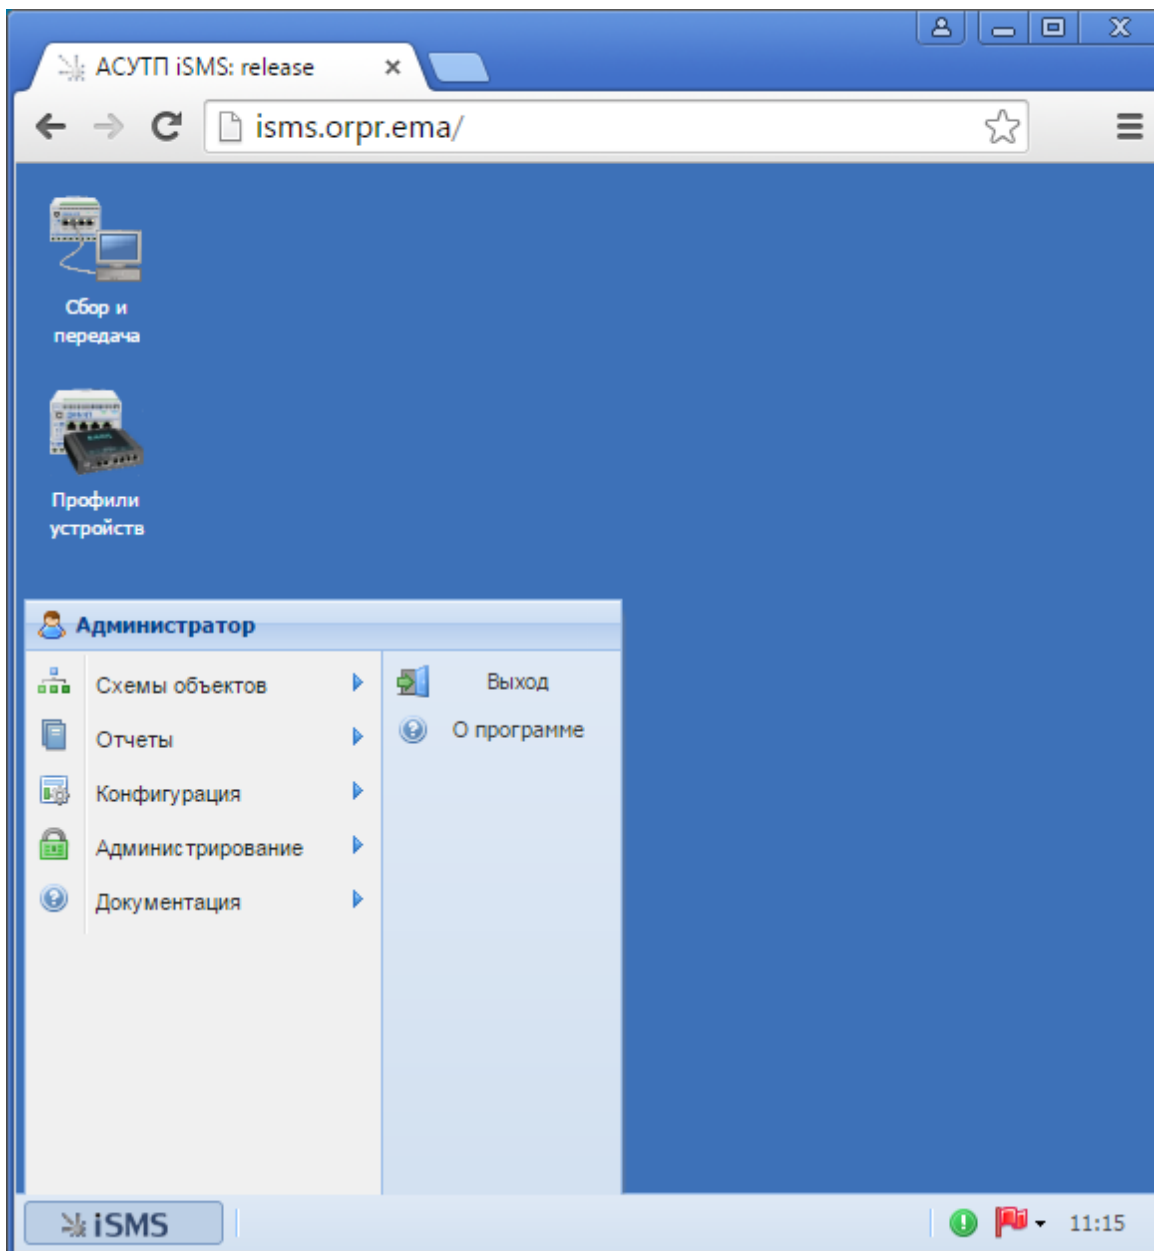 АСУТП iSMS: release
isms.orpr.ema/
Сбор и
передача
Профили
устройств
Администратор
Схемы объектов
Отчеты
Конфигурация
Администрирование
Документация
Выход
О программе
iSMS
11:15